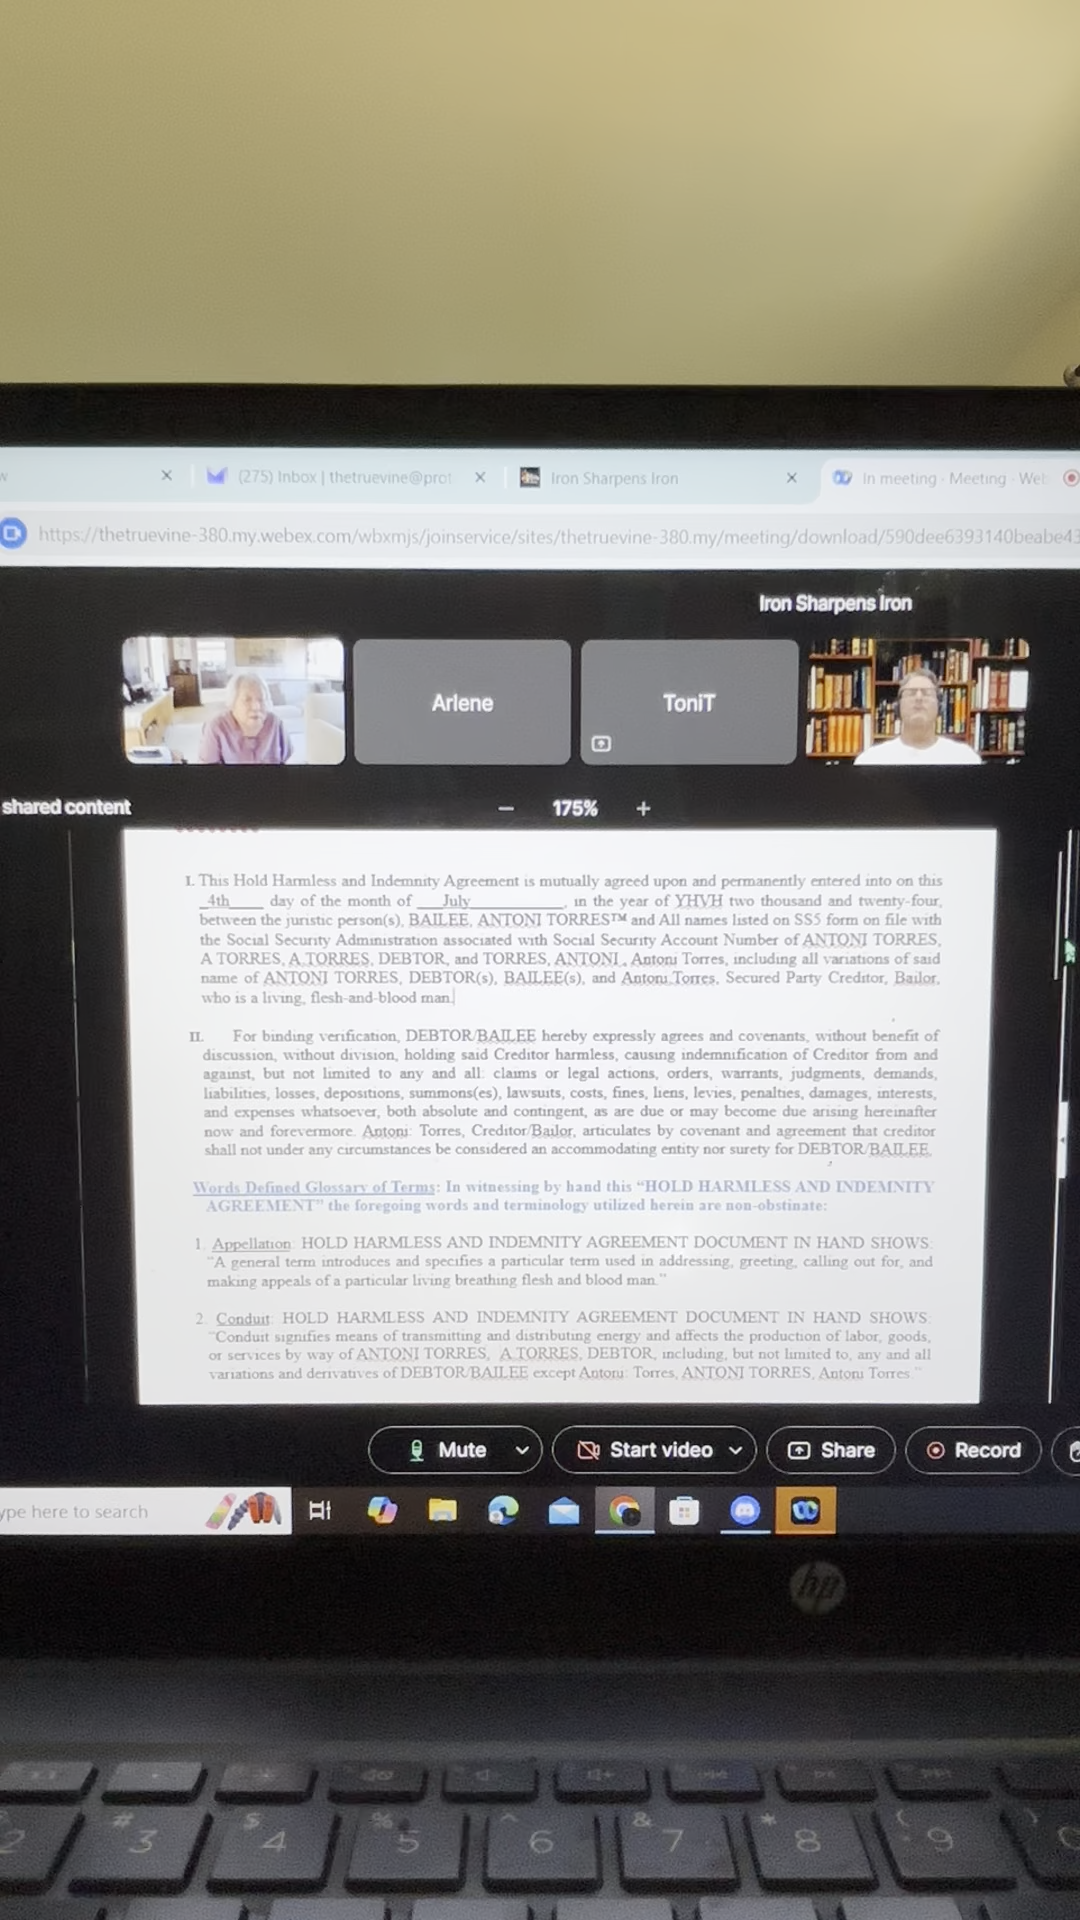 w
(275) Inbox | thetruevine@prot
Iron Sharpens Iron
In meeting - Meeting - Web
https://thetruevine-380.my.webex.com/wbxmjs/joinservice/sites/thetruevine-380.my/meeting/download/590dee6393140beabe43
Iron Sharpens Iron
Arlene
ToniT
shared content
175%
I. This Hold Harmless and Indemnity Agreement is mutually agreed upon and permanently entered into on this
4th day of the month of July, in the year of YHVH two thousand and twenty-four,
between the juristic person(s), BAILEE, ANTONI TORRES™ and All names listed on SS5 form on file with
the Social Security Administration associated with Social Security Account Number of ANTONI TORRES,
A TORRES, A.TORRES, DEBTOR, and TORRES, ANTONI , Antoni Torres, including all variations of said
name of ANTONI TORRES, DEBTOR(s), BAILEE(s), and Antoni Torres, Secured Party Creditor, Bailor,
who is a living, flesh-and-blood man.
II. For binding verification, DEBTOR/BAILEE hereby expressly agrees and covenants, without benefit of
discussion, without division, holding said Creditor harmless, causing indemnification of Creditor from and
against, but not limited to any and all: claims or legal actions, orders, warrants, judgments, demands,
liabilities, losses, depositions, summons(es), lawsuits, costs, fines, liens, levies, penalties, damages, interests,
and expenses whatsoever, both absolute and contingent, as are due or may become due arising hereinafter
now and forevermore. Antoni: Torres, Creditor/Bailor, articulates by covenant and agreement that creditor
shall not under any circumstances be considered an accommodating entity nor surety for DEBTOR/BAILEE.
Words Defined Glossary of Terms: In witnessing by hand this “HOLD HARMLESS AND INDEMNITY
AGREEMENT” the foregoing words and terminology utilized herein are non-obstinate:
1. Appellation: HOLD HARMLESS AND INDEMNITY AGREEMENT DOCUMENT IN HAND SHOWS:
“A general term introduces and specifies a particular term used in addressing, greeting, calling out for, and
making appeals of a particular living breathing flesh and blood man.”
2. Conduit: HOLD HARMLESS AND INDEMNITY AGREEMENT DOCUMENT IN HAND SHOWS:
“Conduit signifies means of transmitting and distributing energy and affects the production of labor, goods,
or services by way of ANTONI TORRES, A.TORRES, DEBTOR, including, but not limited to, any and all
variations and derivatives of DEBTOR/BAILEE except Antoni: Torres, ANTONI TORRES, Antoni Torres.”
Mute
Start video
Share
Record
ype here to search
hp
2 # 3 $ 4 % 5 ^ 6 & 7 * 8 ( 9 )